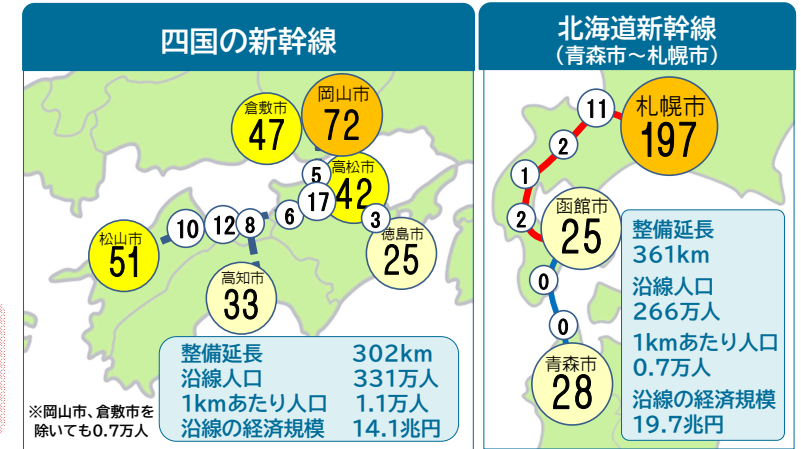 四国の新幹線
倉敷市
47
岡山市
72
5
高松市
42
17
6
3
徳島市
25
8
12
10
松山市
51
高知市
33
整備延長 302km
沿線人口 331万人
1kmあたり人口 1.1万人
沿線の経済規模 14.1兆円
※岡山市、倉敷市を
除いても0.7万人
北海道新幹線
（青森市～札幌市）
札幌市
197
11
2
1
2
函館市
25
0
0
青森市
28
整備延長
361km
沿線人口
266万人
1kmあたり人口
0.7万人
沿線の経済規模
19.7兆円